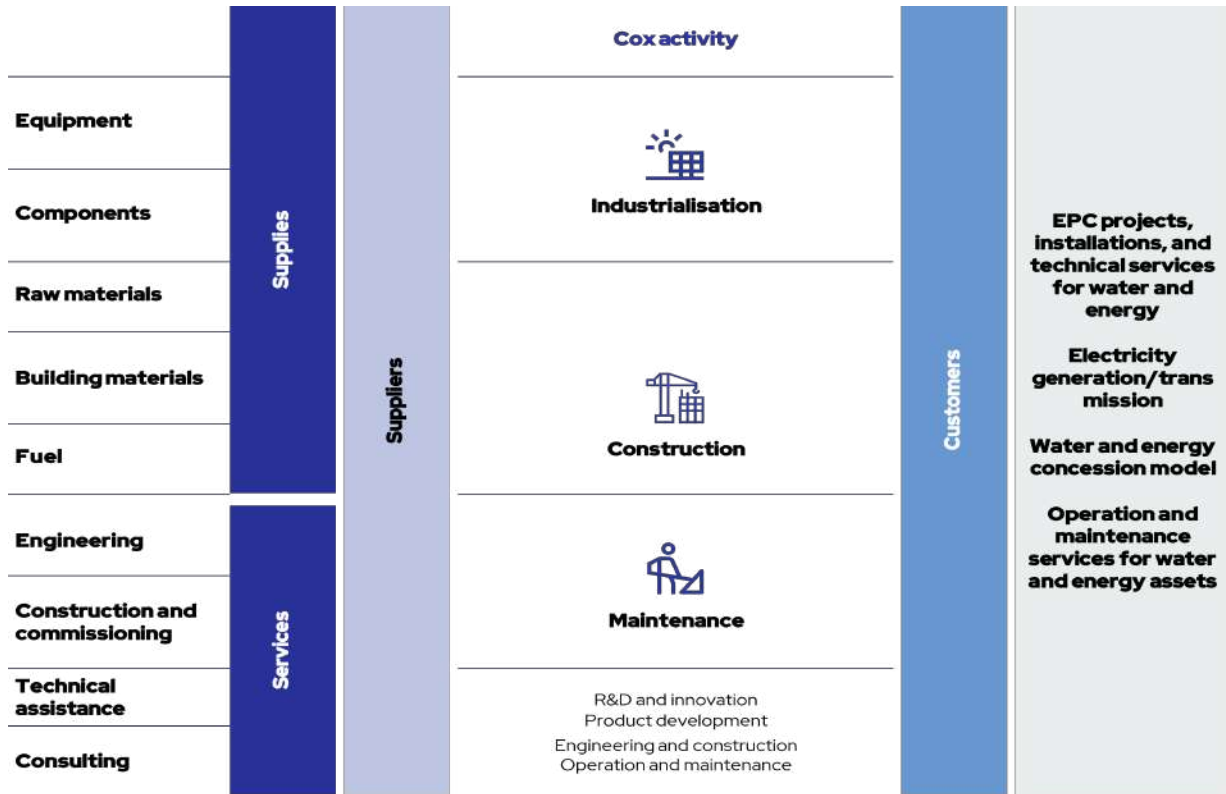 Equipment
Components
Raw materials
Building materials
Fuel
Engineering
Construction and
commissioning
Technical
assistance
Consulting
Supplies
Services
Suppliers
Cox activity
Industrialisation
Construction
Maintenance
R&D and innovation
Product development
Engineering and construction
Operation and maintenance
Customers
EPC projects,
installations, and
technical services
for water and
energy
Electricity
generation/trans
mission
Water and energy
concession model
Operation and
maintenance
services for water
and energy assets